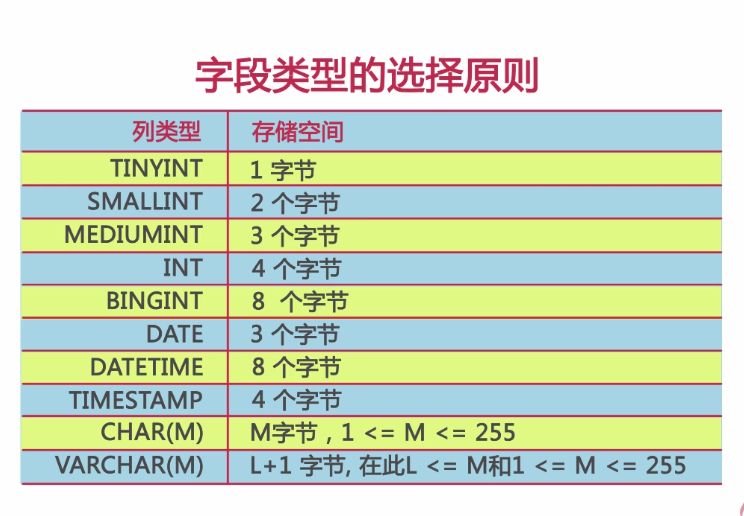 字段类型的选择原则
列类型 存储空间
TINYINT 1 字节
SMALLINT 2 个字节
MEDIUMINT 3 个字节
INT 4 个字节
BINGINT 8 个字节
DATE 3 个字节
DATETIME 8 个字节
TIMESTAMP 4 个字节
CHAR(M) M字节，1 <= M <= 255
VARCHAR(M) L+1 字节, 在此L <= M和1 <= M <= 255